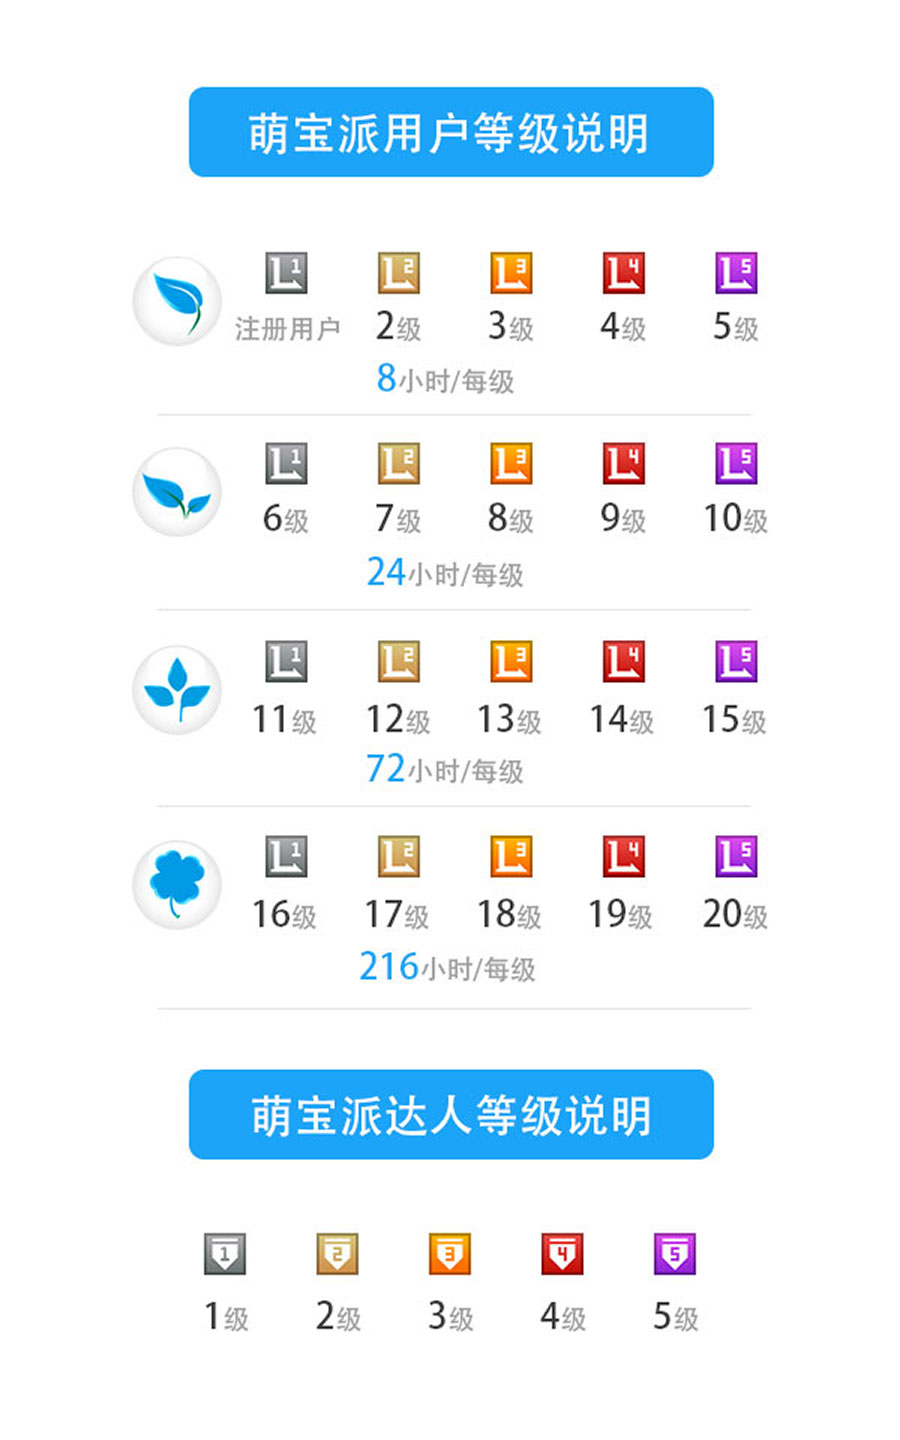 萌宝派用户等级说明
L1 L2 L3 L4 L5
注册用户 2级 3级 4级 5级
8小时/每级
L1 L2 L3 L4 L5
6级 7级 8级 9级 10级
24小时/每级
L1 L2 L3 L4 L5
11级 12级 13级 14级 15级
72小时/每级
L1 L2 L3 L4 L5
16级 17级 18级 19级 20级
216小时/每级
萌宝派达人等级说明
1 2 3 4 5
1级 2级 3级 4级 5级